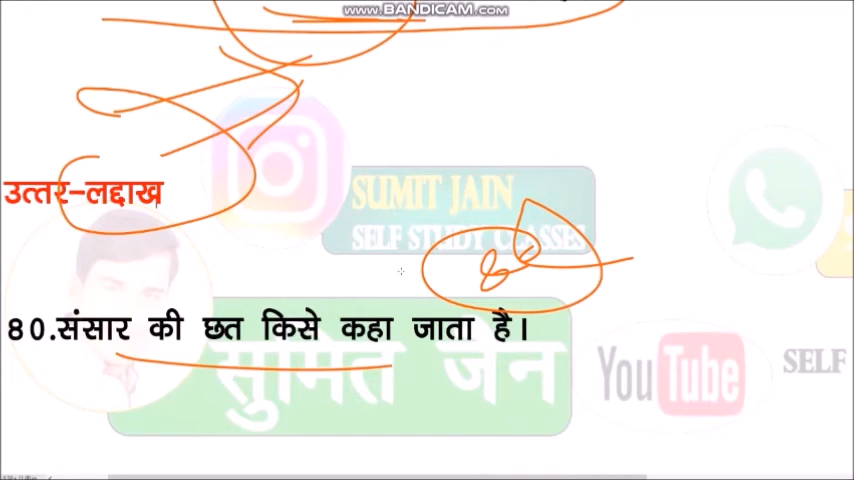 www.BANDICAM.com
SUMIT JAIN
SELF STUDY CLASSES
उत्तर-लद्दाख
80.संसार की छत किसे कहा जाता है।
सुमित जैन
YouTube
SELF